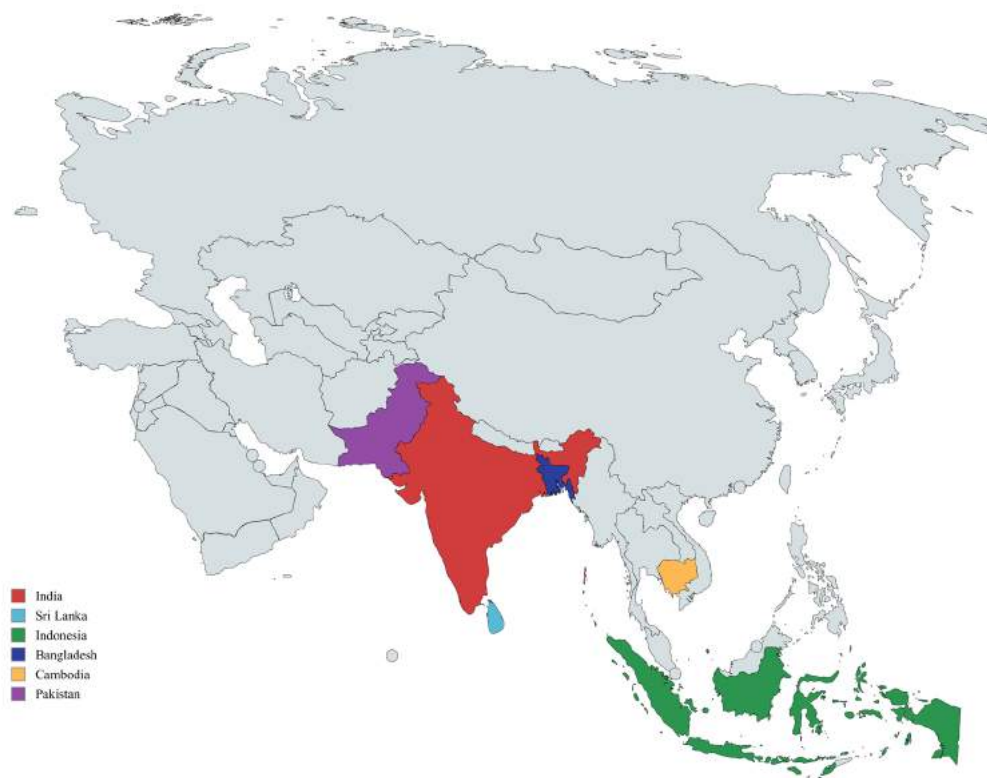 India
Sri Lanka
Indonesia
Bangladesh
Cambodia
Pakistan